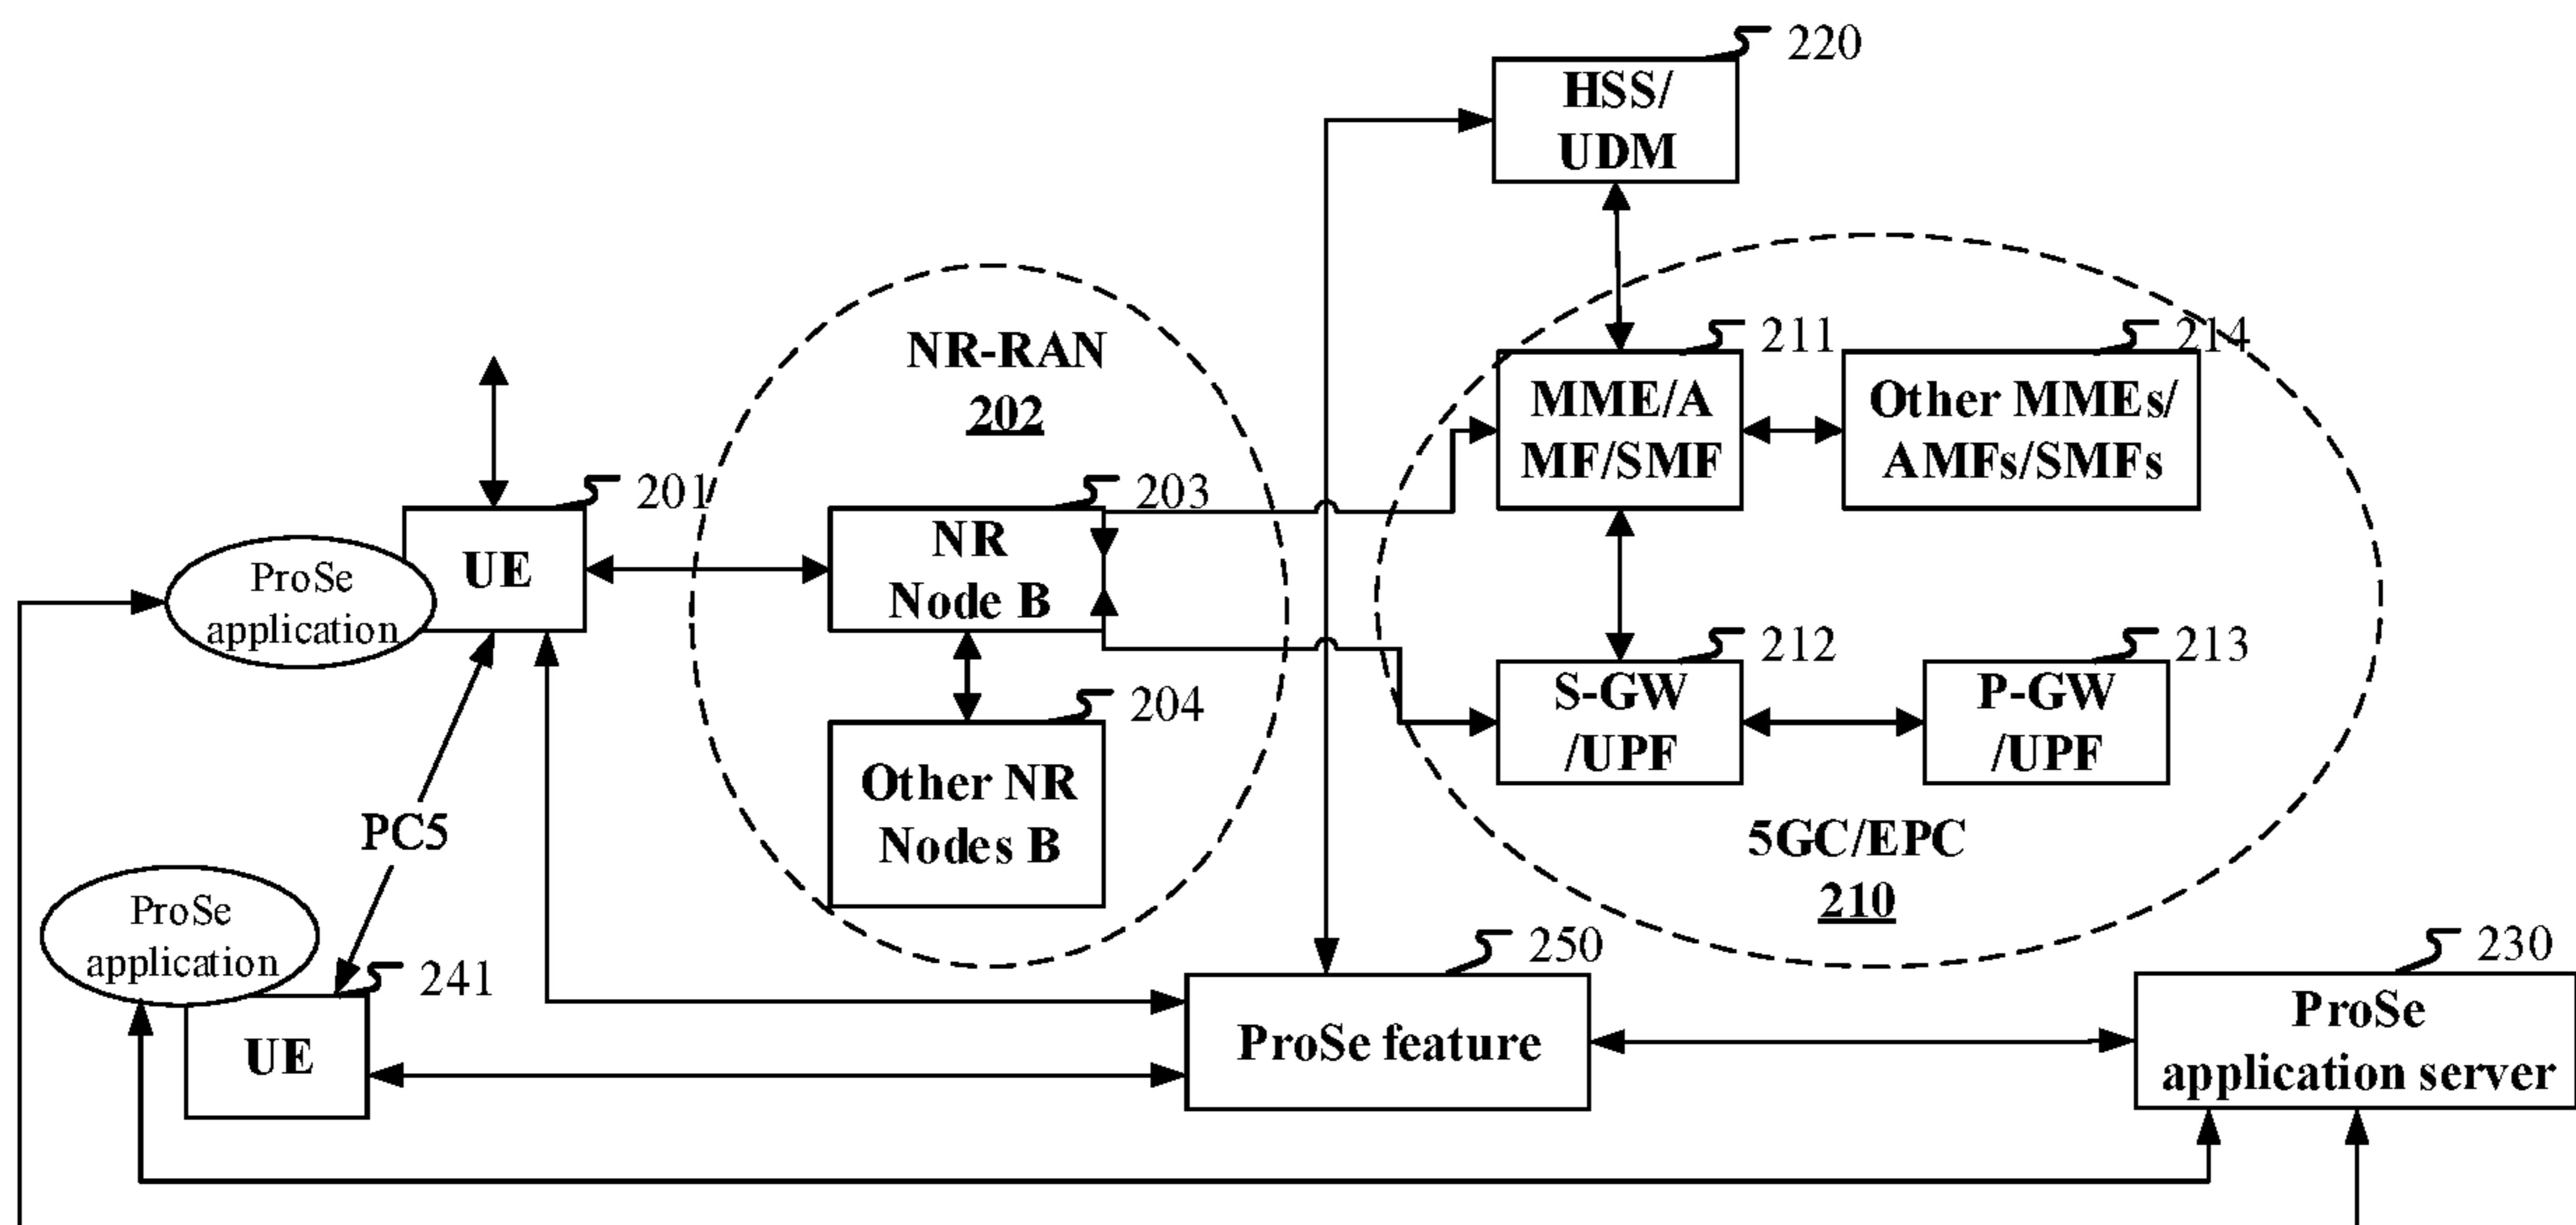 220
HSS/
UDM
NR-RAN
202
211
MME/A
MF/SMF
214
Other MMEs/
AMFs/SMFs
201
UE
ProSe
application
203
NR
Node B
204
Other NR
Nodes B
212
S-GW
/UPF
213
P-GW
/UPF
5GC/EPC
210
PC5
ProSe
application
241
UE
250
ProSe feature
230
ProSe
application server